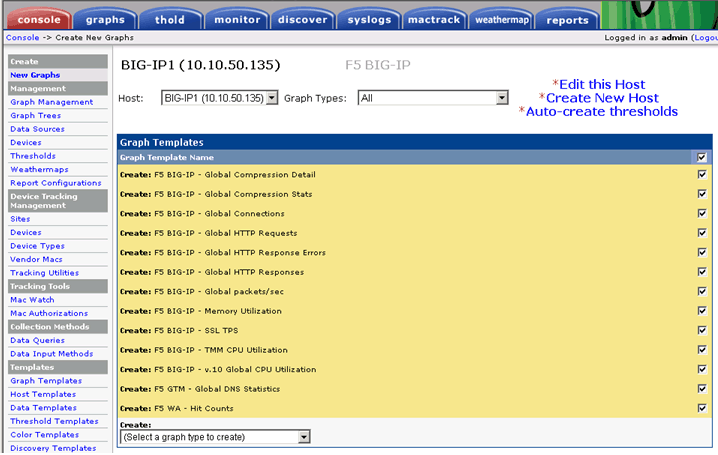 console graphs thold monitor discover syslogs mactrack weathermap reports
Console -> Create New Graphs
Logged in as admin (Logou
Create
New Graphs
Management
Graph Management
Graph Trees
Data Sources
Devices
Thresholds
Weathermaps
Report Configurations
Device Tracking
Management
Sites
Devices
Device Types
Vendor Macs
Tracking Utilities
Tracking Tools
Mac Watch
Mac Authorizations
Collection Methods
Data Queries
Data Input Methods
Templates
Graph Templates
Host Templates
Data Templates
Threshold Templates
Color Templates
Discovery Templates
BIG-IP1 (10.10.50.135) F5 BIG-IP
Host: BIG-IP1 (10.10.50.135) Graph Types: All
*Edit this Host
*Create New Host
*Auto-create thresholds
Graph Templates
Graph Template Name
Create: F5 BIG-IP - Global Compression Detail
Create: F5 BIG-IP - Global Compression Stats
Create: F5 BIG-IP - Global Connections
Create: F5 BIG-IP - Global HTTP Requests
Create: F5 BIG-IP - Global HTTP Response Errors
Create: F5 BIG-IP - Global HTTP Responses
Create: F5 BIG-IP - Global packets/sec
Create: F5 BIG-IP - Memory Utilization
Create: F5 BIG-IP - SSL TPS
Create: F5 BIG-IP - TMM CPU Utilization
Create: F5 BIG-IP - v.10 Global CPU Utilization
Create: F5 GTM - Global DNS Statistics
Create: F5 WA - Hit Counts
Create:
(Select a graph type to create)